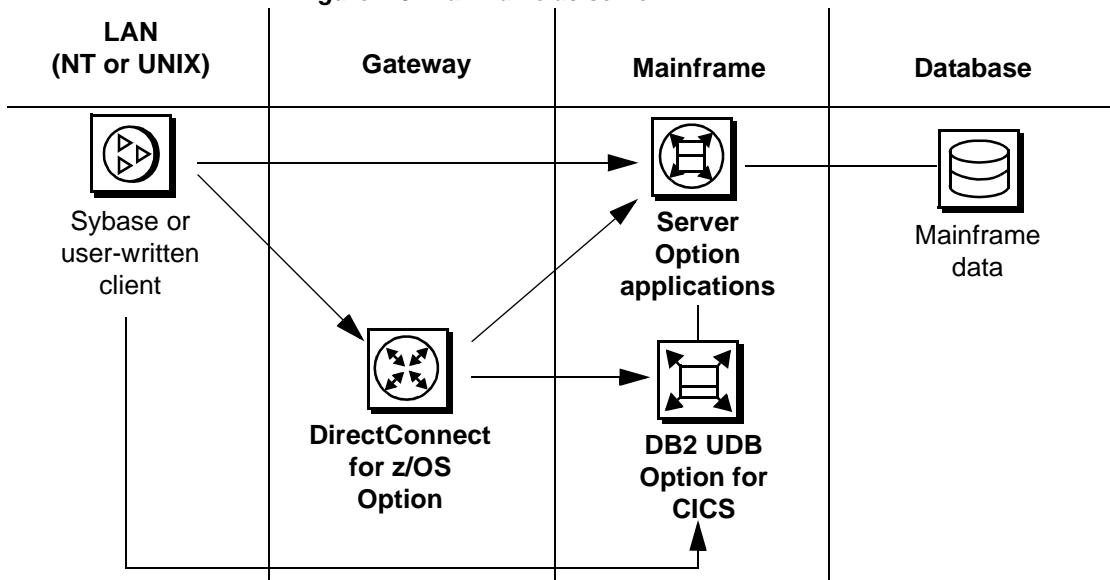 LAN
(NT or UNIX)
Gateway
Mainframe
Database
Sybase or
user-written
client
Server
Option
applications
Mainframe
data
DirectConnect
for z/OS
Option
DB2 UDB
Option for
CICS